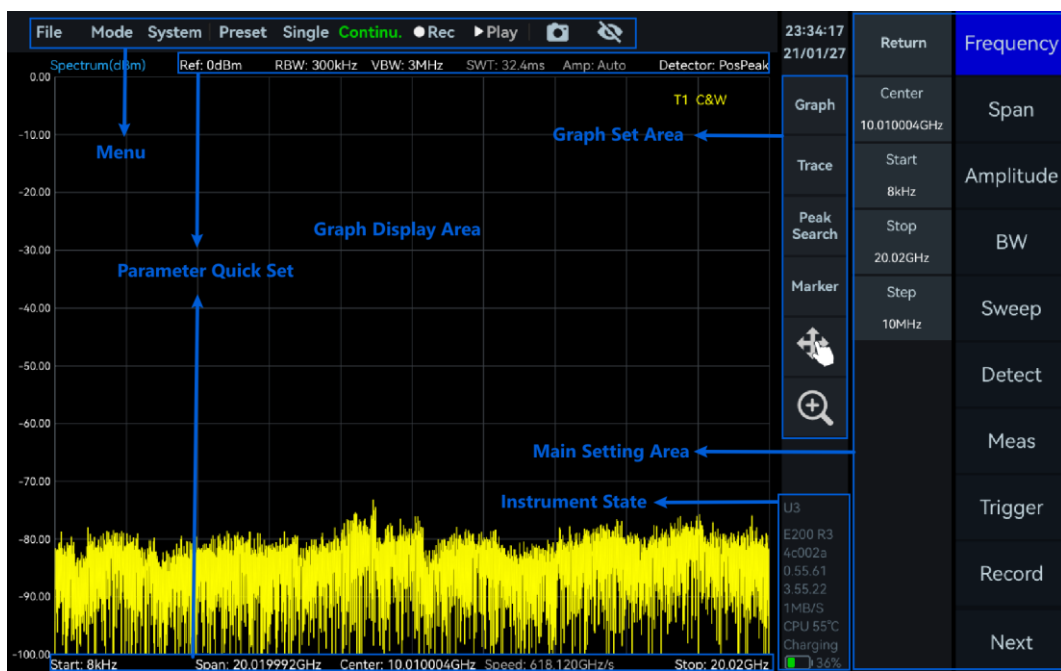 File Mode System Preset Single Continu. Rec Play
Spectrum(dBm) Ref: 0dBm RBW: 300kHz VBW: 3MHz SWT: 32.4ms Amp: Auto Detector: PosPeak
0.00
-10.00
-20.00
-30.00
-40.00
-50.00
-60.00
-70.00
-80.00
-90.00
-100.00
T1 C&W
Menu
Graph Set Area
Graph Display Area
Parameter Quick Set
Main Setting Area
Instrument State
Start: 8kHz Span: 20.019992GHz Center: 10.010004GHz Speed: 618.120GHz/s Stop: 20.02GHz
23:34:17
21/01/27
Graph
Trace
Peak
Search
Marker
U3
E200 R3
4c002a
0.55.61
3.55.22
1MB/S
CPU 55°C
Charging
36%
Return
Center
10.010004GHz
Start
8kHz
Stop
20.02GHz
Step
10MHz
Frequency
Span
Amplitude
BW
Sweep
Detect
Meas
Trigger
Record
Next